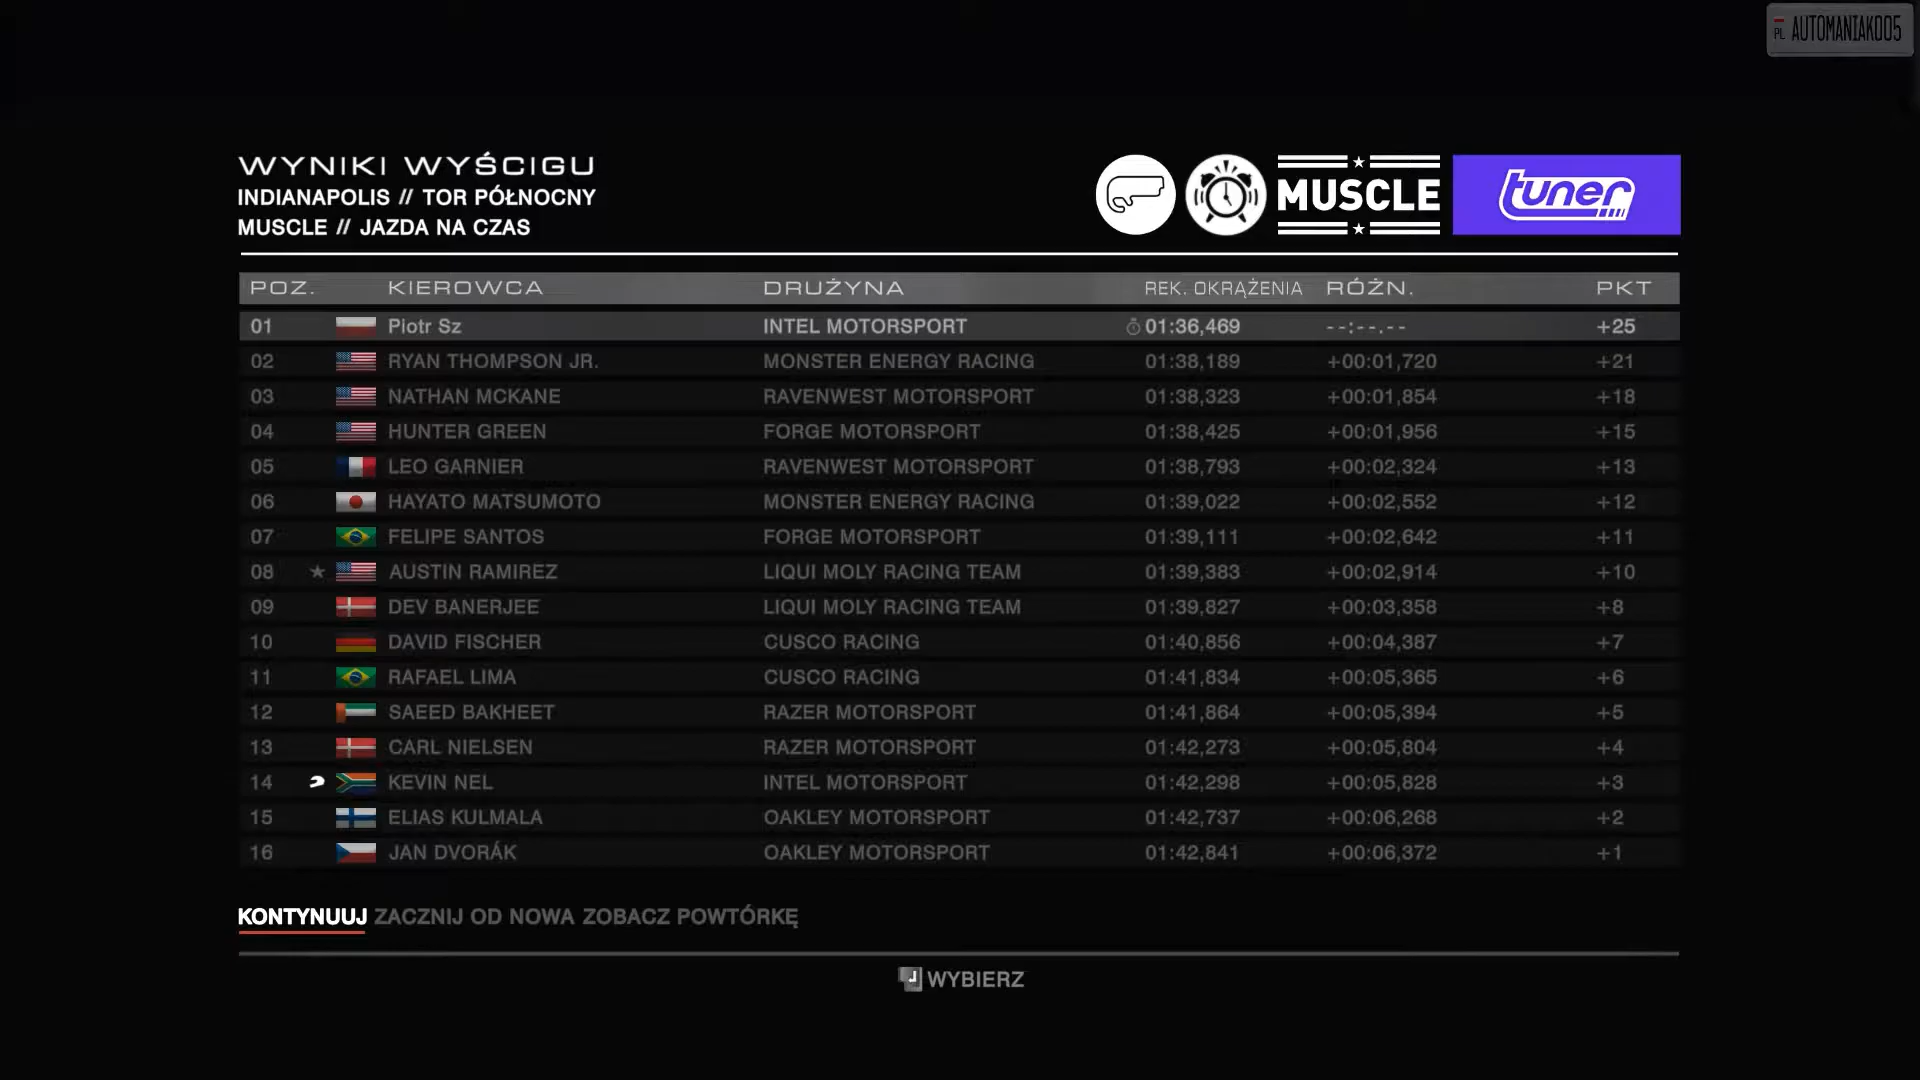 PL AUTOMANIAK005
WYNIKI WYŚCIGU
INDIANAPOLIS // TOR PÓŁNOCNY
MUSCLE // JAZDA NA CZAS
MUSCLE
tuner
POZ. KIEROWCA DRUŻYNA REK. OKRĄŻENIA RÓŻN. PKT
01 Piotr Sz INTEL MOTORSPORT 01:36,469 --:--.-- +25
02 RYAN THOMPSON JR. MONSTER ENERGY RACING 01:38,189 +00:01,720 +21
03 NATHAN MCKANE RAVENWEST MOTORSPORT 01:38,323 +00:01,854 +18
04 HUNTER GREEN FORGE MOTORSPORT 01:38,425 +00:01,956 +15
05 LEO GARNIER RAVENWEST MOTORSPORT 01:38,793 +00:02,324 +13
06 HAYATO MATSUMOTO MONSTER ENERGY RACING 01:39,022 +00:02,552 +12
07 FELIPE SANTOS FORGE MOTORSPORT 01:39,111 +00:02,642 +11
08 AUSTIN RAMIREZ LIQUI MOLY RACING TEAM 01:39,383 +00:02,914 +10
09 DEV BANERJEE LIQUI MOLY RACING TEAM 01:39,827 +00:03,358 +8
10 DAVID FISCHER CUSCO RACING 01:40,856 +00:04,387 +7
11 RAFAEL LIMA CUSCO RACING 01:41,834 +00:05,365 +6
12 SAEED BAKHEET RAZER MOTORSPORT 01:41,864 +00:05,394 +5
13 CARL NIELSEN RAZER MOTORSPORT 01:42,273 +00:05,804 +4
14 KEVIN NEL INTEL MOTORSPORT 01:42,298 +00:05,828 +3
15 ELIAS KULMALA OAKLEY MOTORSPORT 01:42,737 +00:06,268 +2
16 JAN DVORÁK OAKLEY MOTORSPORT 01:42,841 +00:06,372 +1
KONTYNUUJ ZACZNIJ OD NOWA ZOBACZ POWTÓRKĘ
WYBIERZ